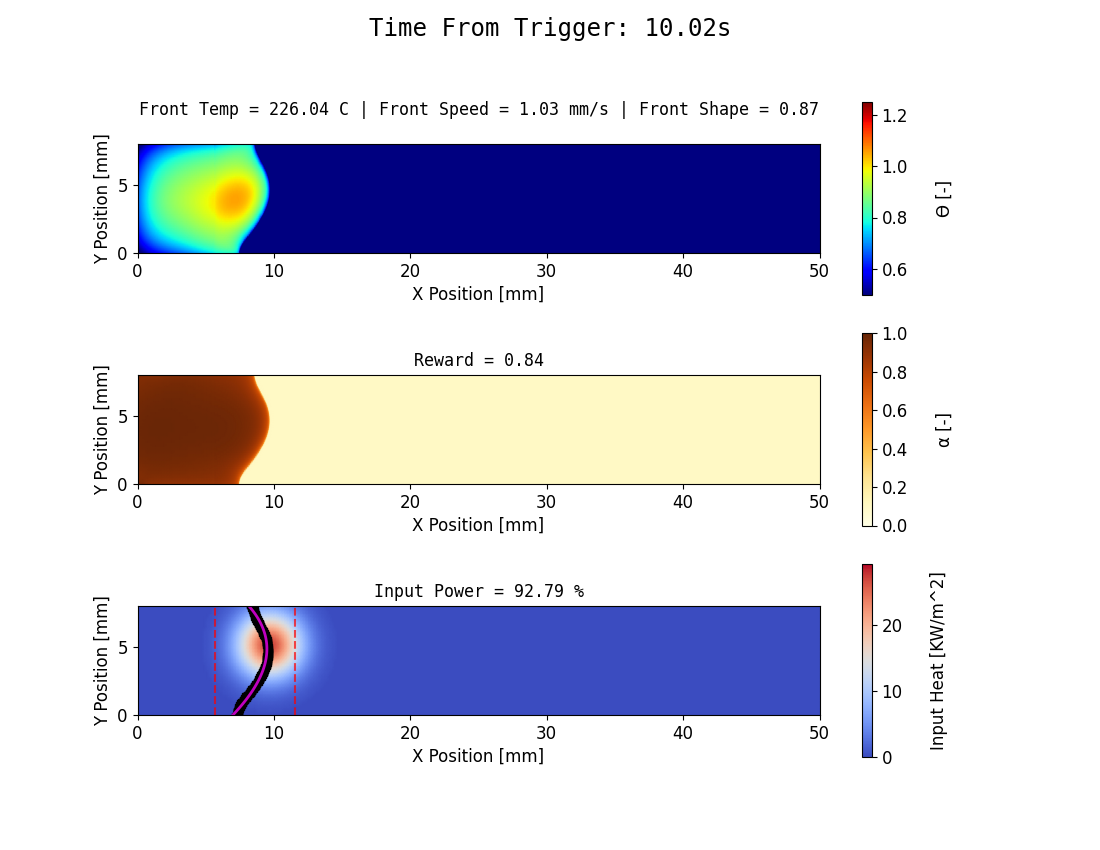 Time From Trigger: 10.02s
Front Temp = 226.04 C | Front Speed = 1.03 mm/s | Front Shape = 0.87
Y Position [mm]
5
0
0 10 20 30 40 50
X Position [mm]
1.2
1.0
0.8
0.6
Θ [-]
Reward = 0.84
Y Position [mm]
5
0
0 10 20 30 40 50
X Position [mm]
1.0
0.8
0.6
0.4
0.2
0.0
α [-]
Input Power = 92.79 %
Y Position [mm]
5
0
0 10 20 30 40 50
X Position [mm]
20
10
0
Input Heat [KW/m^2]